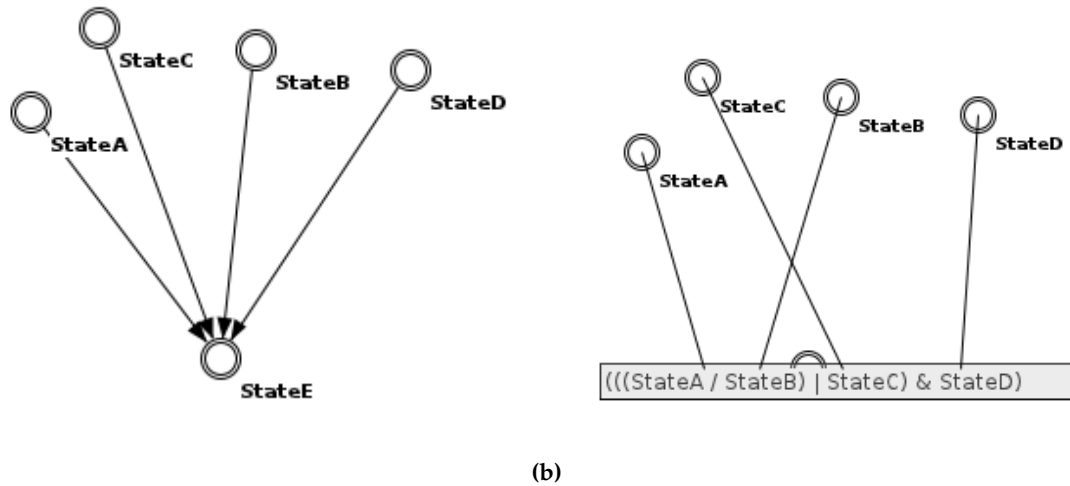 StateC
StateB
StateD
StateA
StateE
StateC
StateB
StateD
StateA
(((StateA / StateB) | StateC) & StateD)
(b)